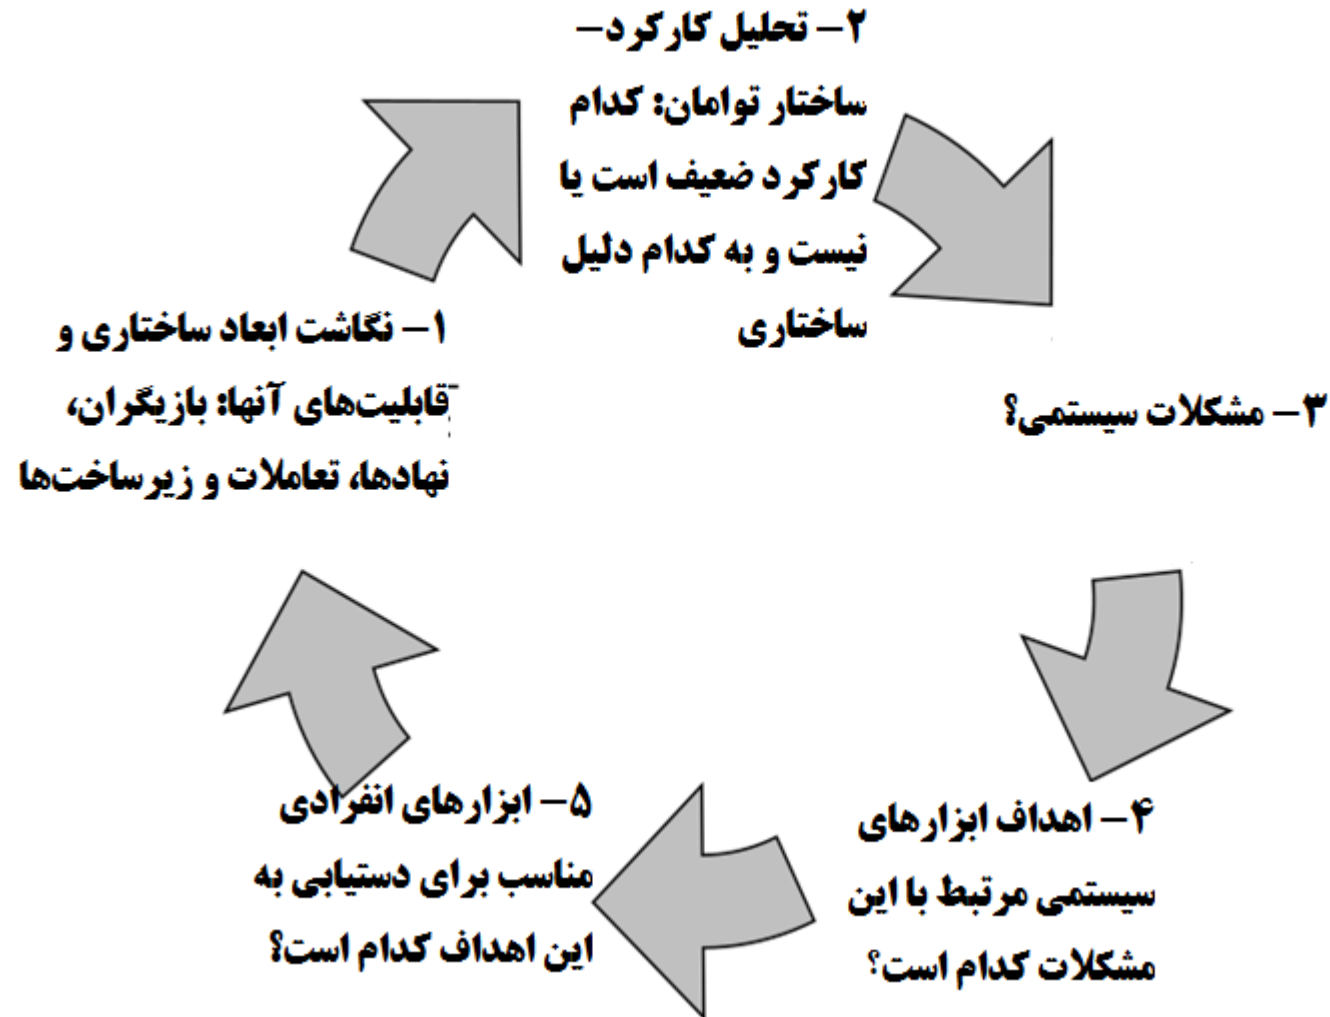 ۱– نگاشت ابعاد ساختاری و
قابلیت‌های آنها: بازیگران،
نهادها، تعاملات و زیرساخت‌ها
۲– تحلیل کارکرد–
ساختار توامان: کدام
کارکرد ضعیف است یا
نیست و به کدام دلیل
ساختاری
۳– مشکلات سیستمی؟
۴– اهداف ابزارهای
سیستمی مرتبط با این
مشکلات کدام است؟
۵– ابزارهای انفرادی
مناسب برای دستیابی به
این اهداف کدام است؟